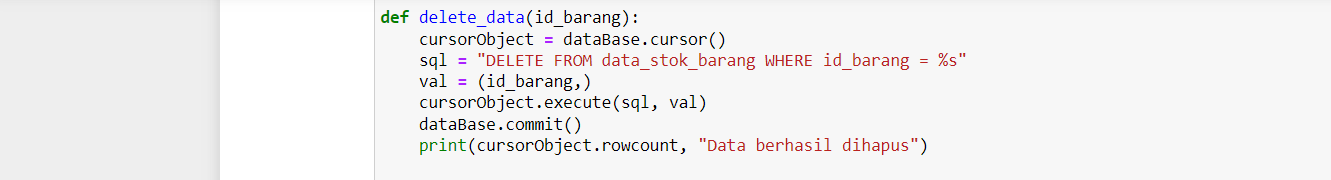 def delete_data(id_barang):
    cursorObject = dataBase.cursor()
    sql = "DELETE FROM data_stok_barang WHERE id_barang = %s"
    val = (id_barang,)
    cursorObject.execute(sql, val)
    dataBase.commit()
    print(cursorObject.rowcount, "Data berhasil dihapus")